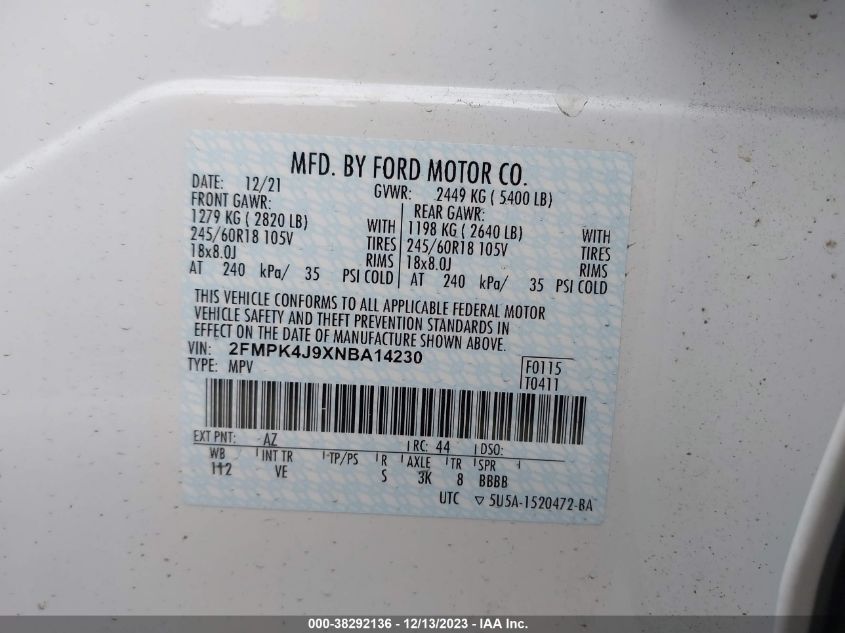 MFD. BY FORD MOTOR CO.
DATE: 12/21 GVWR: 2449 KG ( 5400 LB)
FRONT GAWR: REAR GAWR:
1279 KG ( 2820 LB) WITH 1198 KG ( 2640 LB) WITH
245/60R18 105V TIRES 245/60R18 105V TIRES
18x8.0J RIMS 18x8.0J RIMS
AT 240 kPa/ 35 PSI COLD AT 240 kPa/ 35 PSI COLD
THIS VEHICLE CONFORMS TO ALL APPLICABLE FEDERAL MOTOR
VEHICLE SAFETY AND THEFT PREVENTION STANDARDS IN
EFFECT ON THE DATE OF MANUFACTURE SHOWN ABOVE.
VIN: 2FMPK4J9XNBA14230
TYPE: MPV F0115
T0411
EXT PNT: AZ RC: 44 DSO:
WB INT TR TP/PS R AXLE TR SPR
112 VE S 3K 8 BBBB
UTC ▽ 5U5A-1520472-BA
000-38292136 - 12/13/2023 - IAA Inc.